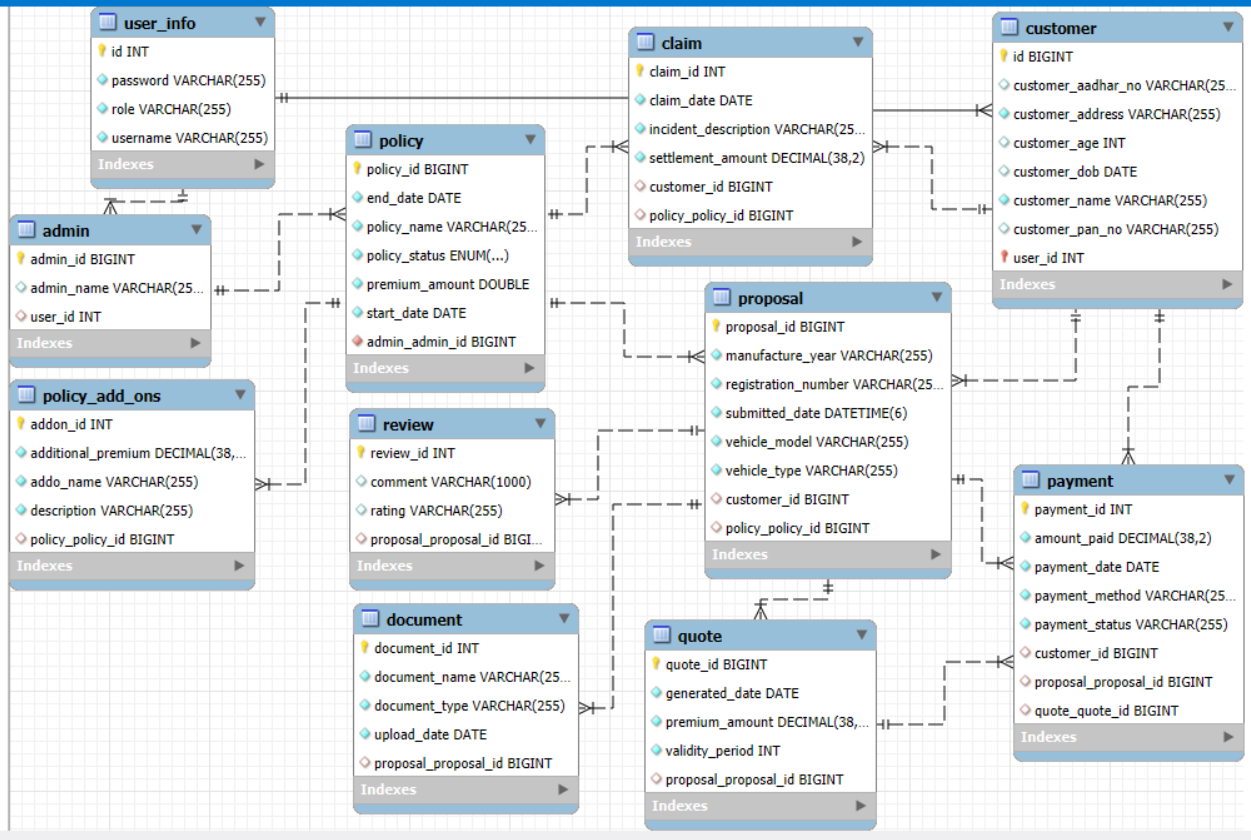 user_info
id INT
password VARCHAR(255)
role VARCHAR(255)
username VARCHAR(255)
Indexes
admin
admin_id BIGINT
admin_name VARCHAR(25...
user_id INT
Indexes
policy_add_ons
addon_id INT
additional_premium DECIMAL(38,...
addo_name VARCHAR(255)
description VARCHAR(255)
policy_policy_id BIGINT
Indexes
policy
policy_id BIGINT
end_date DATE
policy_name VARCHAR(25...
policy_status ENUM(...)
premium_amount DOUBLE
start_date DATE
admin_admin_id BIGINT
Indexes
review
review_id INT
comment VARCHAR(1000)
rating VARCHAR(255)
proposal_proposal_id BIGI...
Indexes
document
document_id INT
document_name VARCHAR(25...
document_type VARCHAR(255)
upload_date DATE
proposal_proposal_id BIGINT
Indexes
claim
claim_id INT
claim_date DATE
incident_description VARCHAR(25...
settlement_amount DECIMAL(38,2)
customer_id BIGINT
policy_policy_id BIGINT
Indexes
proposal
proposal_id BIGINT
manufacture_year VARCHAR(255)
registration_number VARCHAR(25...
submitted_date DATETIME(6)
vehicle_model VARCHAR(255)
vehicle_type VARCHAR(255)
customer_id BIGINT
policy_policy_id BIGINT
Indexes
quote
quote_id BIGINT
generated_date DATE
premium_amount DECIMAL(38,...
validity_period INT
proposal_proposal_id BIGINT
Indexes
customer
id BIGINT
customer_aadhar_no VARCHAR(25...
customer_address VARCHAR(255)
customer_age INT
customer_dob DATE
customer_name VARCHAR(255)
customer_pan_no VARCHAR(255)
user_id INT
Indexes
payment
payment_id INT
amount_paid DECIMAL(38,2)
payment_date DATE
payment_method VARCHAR(25...
payment_status VARCHAR(255)
customer_id BIGINT
proposal_proposal_id BIGINT
quote_quote_id BIGINT
Indexes